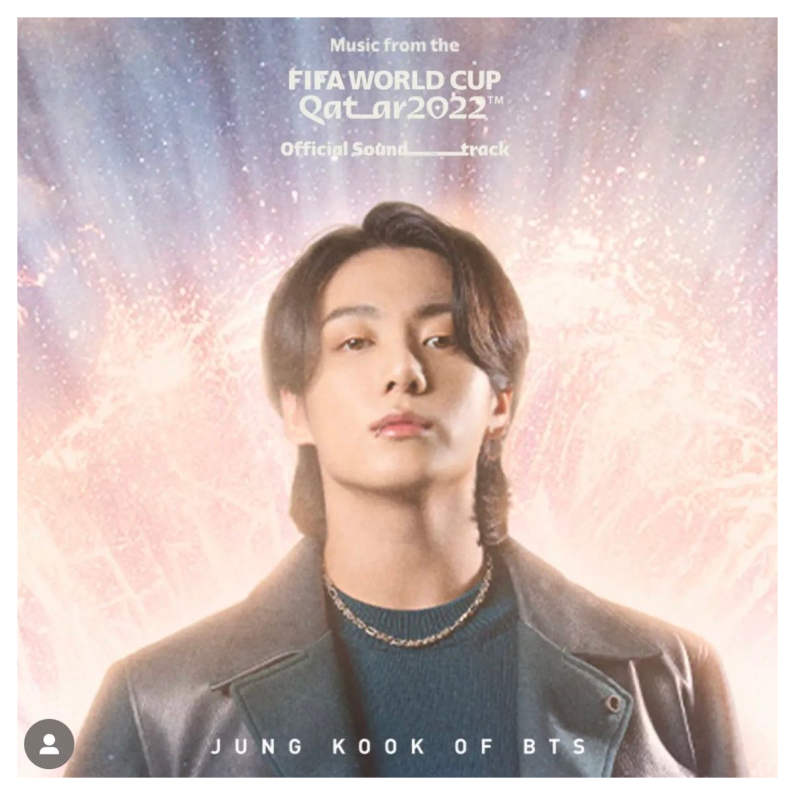 Music from the
FIFA WORLD CUP
Qatar2022™
Official Soundtrack
JUNG KOOK OF BTS